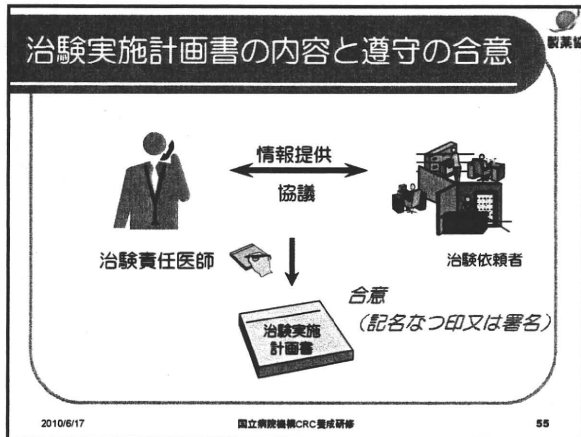 治験実施計画書の内容と遵守の合意
製薬協
情報提供
協議
治験責任医師
治験依頼者
合意
(記名なつ印又は署名)
治験実施
計画書
2010/6/17
国立病院機構CRC養成研修
55